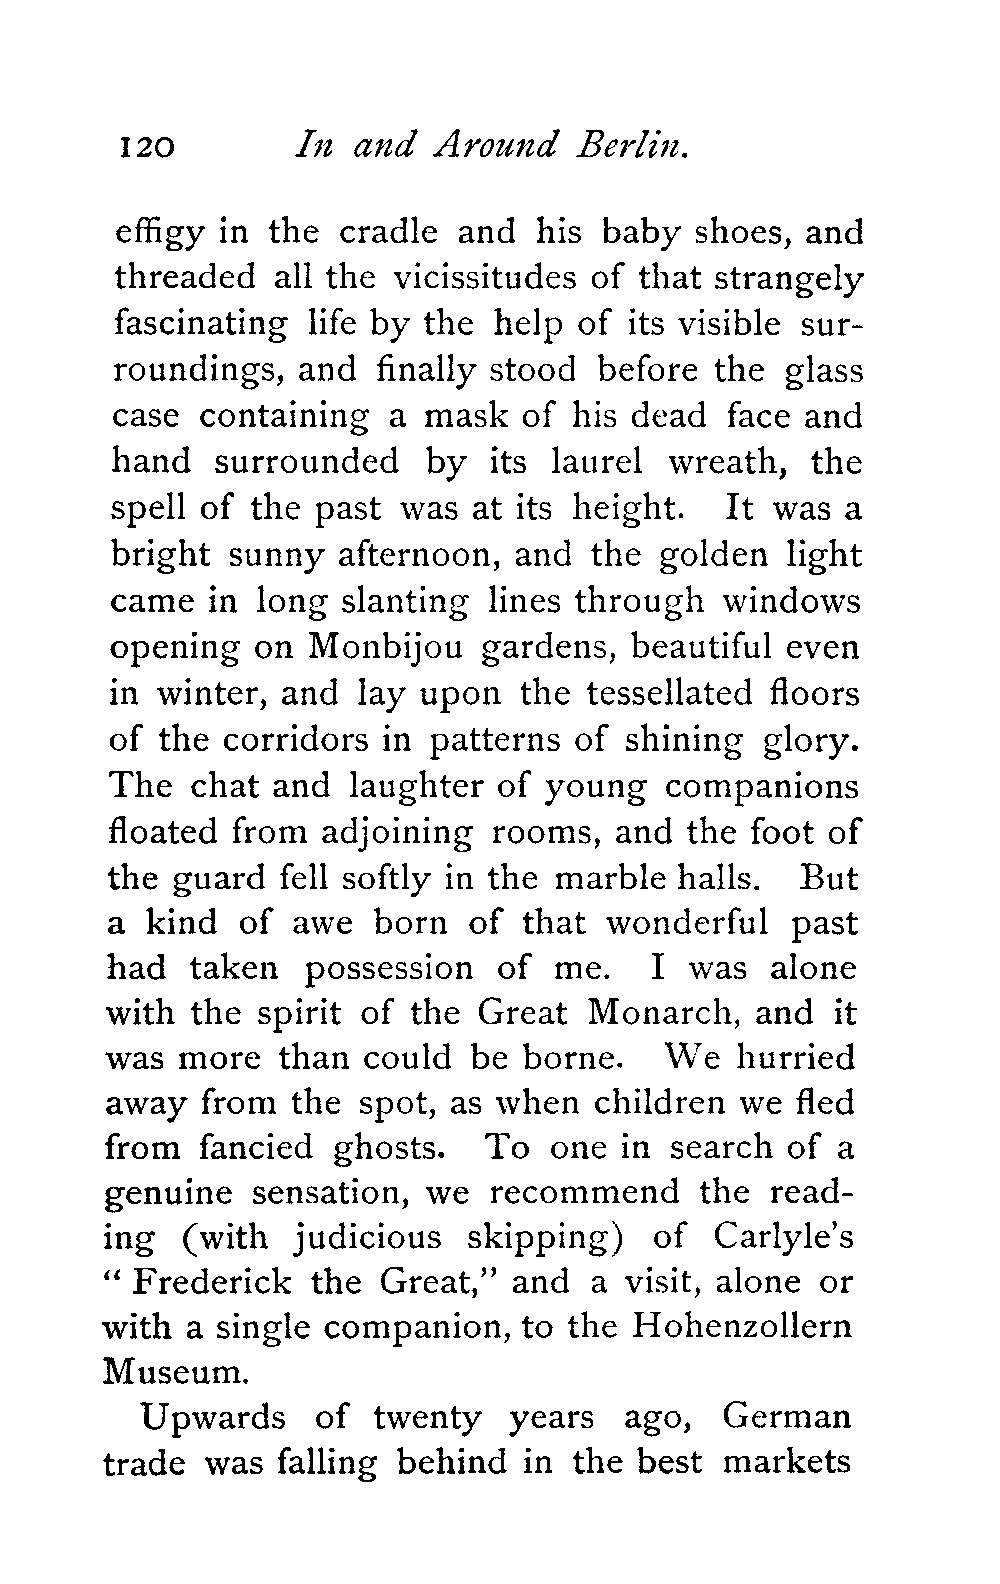 120 In and Around Berlin.
effigy in the cradle and his baby shoes, and
threaded all the vicissitudes of that strangely
fascinating life by the help of its visible sur-
roundings, and finally stood before the glass
case containing a mask of his dead face and
hand surrounded by its laurel wreath, the
spell of the past was at its height. It was a
bright sunny afternoon, and the golden light
came in long slanting lines through windows
opening on Monbijou gardens, beautiful even
in winter, and lay upon the tessellated floors
of the corridors in patterns of shining glory.
The chat and laughter of young companions
floated from adjoining rooms, and the foot of
the guard fell softly in the marble halls. But
a kind of awe born of that wonderful past
had taken possession of me. I was alone
with the spirit of the Great Monarch, and it
was more than could be borne. We hurried
away from the spot, as when children we fled
from fancied ghosts. To one in search of a
genuine sensation, we recommend the read-
ing (with judicious skipping) of Carlyle's
" Frederick the Great," and a visit, alone or
with a single companion, to the Hohenzollern
Museum.
Upwards of twenty years ago, German
trade was falling behind in the best markets